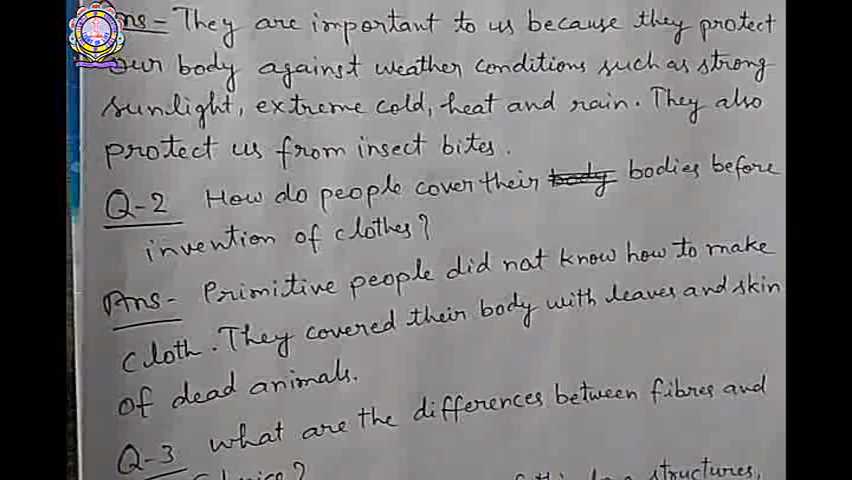 Ans - They are important to us because they protect
our body against weather conditions such as strong
sunlight, extreme cold, heat and rain. They also
protect us from insect bites.
Q-2 How do people cover their body bodies before
invention of clothes?
Ans - Primitive people did not know how to make
cloth. They covered their body with leaves and skin
of dead animals.
Q-3 What are the differences between fibres and
structures,